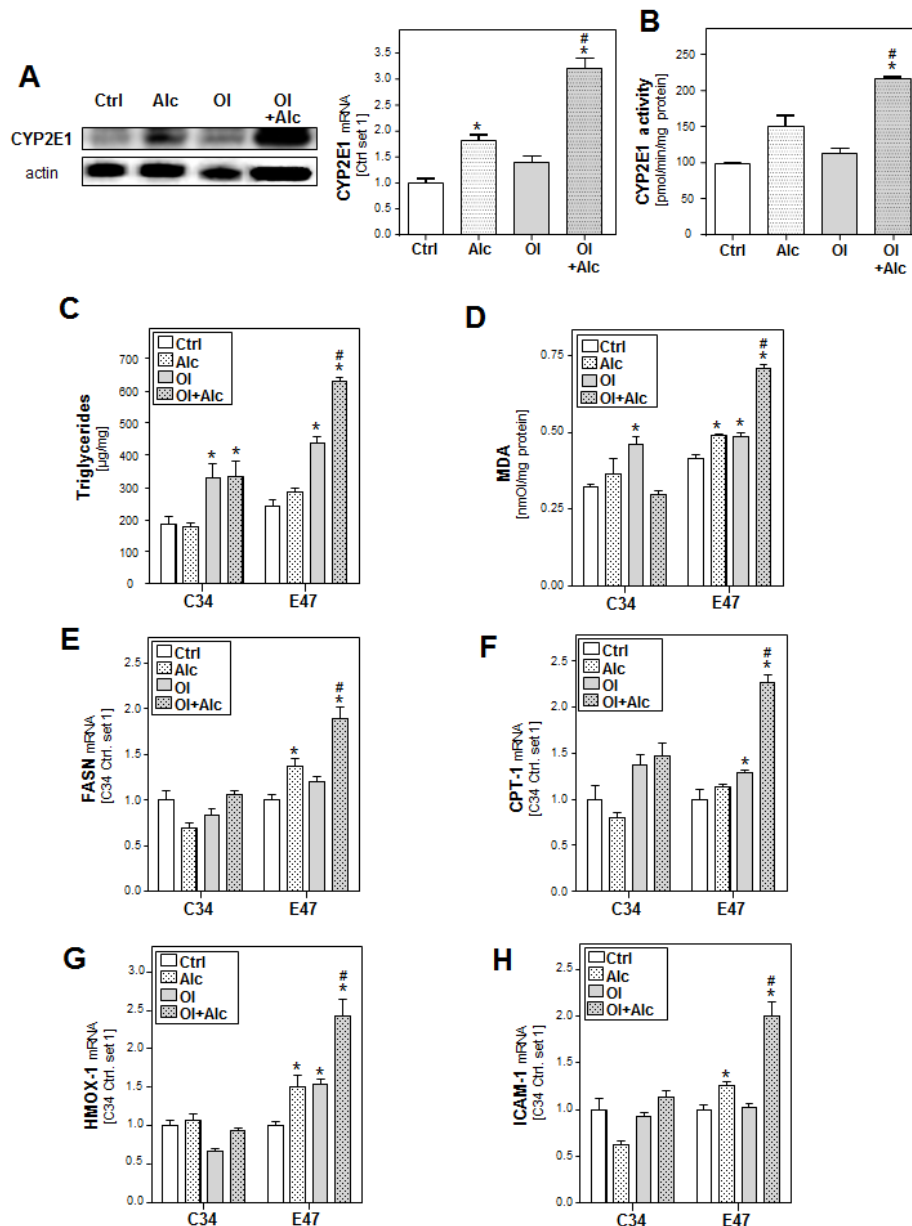 A
Ctrl Alc Ol Ol
+Alc
CYP2E1
actin
CYP2E1 mRNA
[Ctrl set 1]
4.0
3.5
3.0
2.5
2.0
1.5
1.0
0.5
0.0
*
#
*
Ctrl Alc Ol Ol
+Alc
B
CYP2E1 activity
[pmol/min/mg protein]
250
200
150
100
50
0
#
*
Ctrl Alc Ol Ol
+Alc
C
Triglycerides
[µg/mg]
700
600
500
400
300
200
100
0
Ctrl
Alc
Ol
Ol+Alc
* * * # *
C34 E47
D
MDA
[nmOl/mg protein]
0.75
0.50
0.25
0.00
Ctrl
Alc
Ol
Ol+Alc
* * * # *
C34 E47
E
FASN mRNA
[C34 Ctrl. set 1]
2.5
2.0
1.5
1.0
0.5
0.0
Ctrl
Alc
Ol
Ol+Alc
* # *
C34 E47
F
CPT-1 mRNA
[C34 Ctrl. set 1]
2.5
2.0
1.5
1.0
0.5
0.0
Ctrl
Alc
Ol
Ol+Alc
* # *
C34 E47
G
HMOX-1 mRNA
[C34 Ctrl. set 1]
3.0
2.5
2.0
1.5
1.0
0.5
0.0
Ctrl
Alc
Ol
Ol+Alc
* * # *
C34 E47
H
ICAM-1 mRNA
[C34 Ctrl. set 1]
2.5
2.0
1.5
1.0
0.5
0.0
Ctrl
Alc
Ol
Ol+Alc
* # *
C34 E47